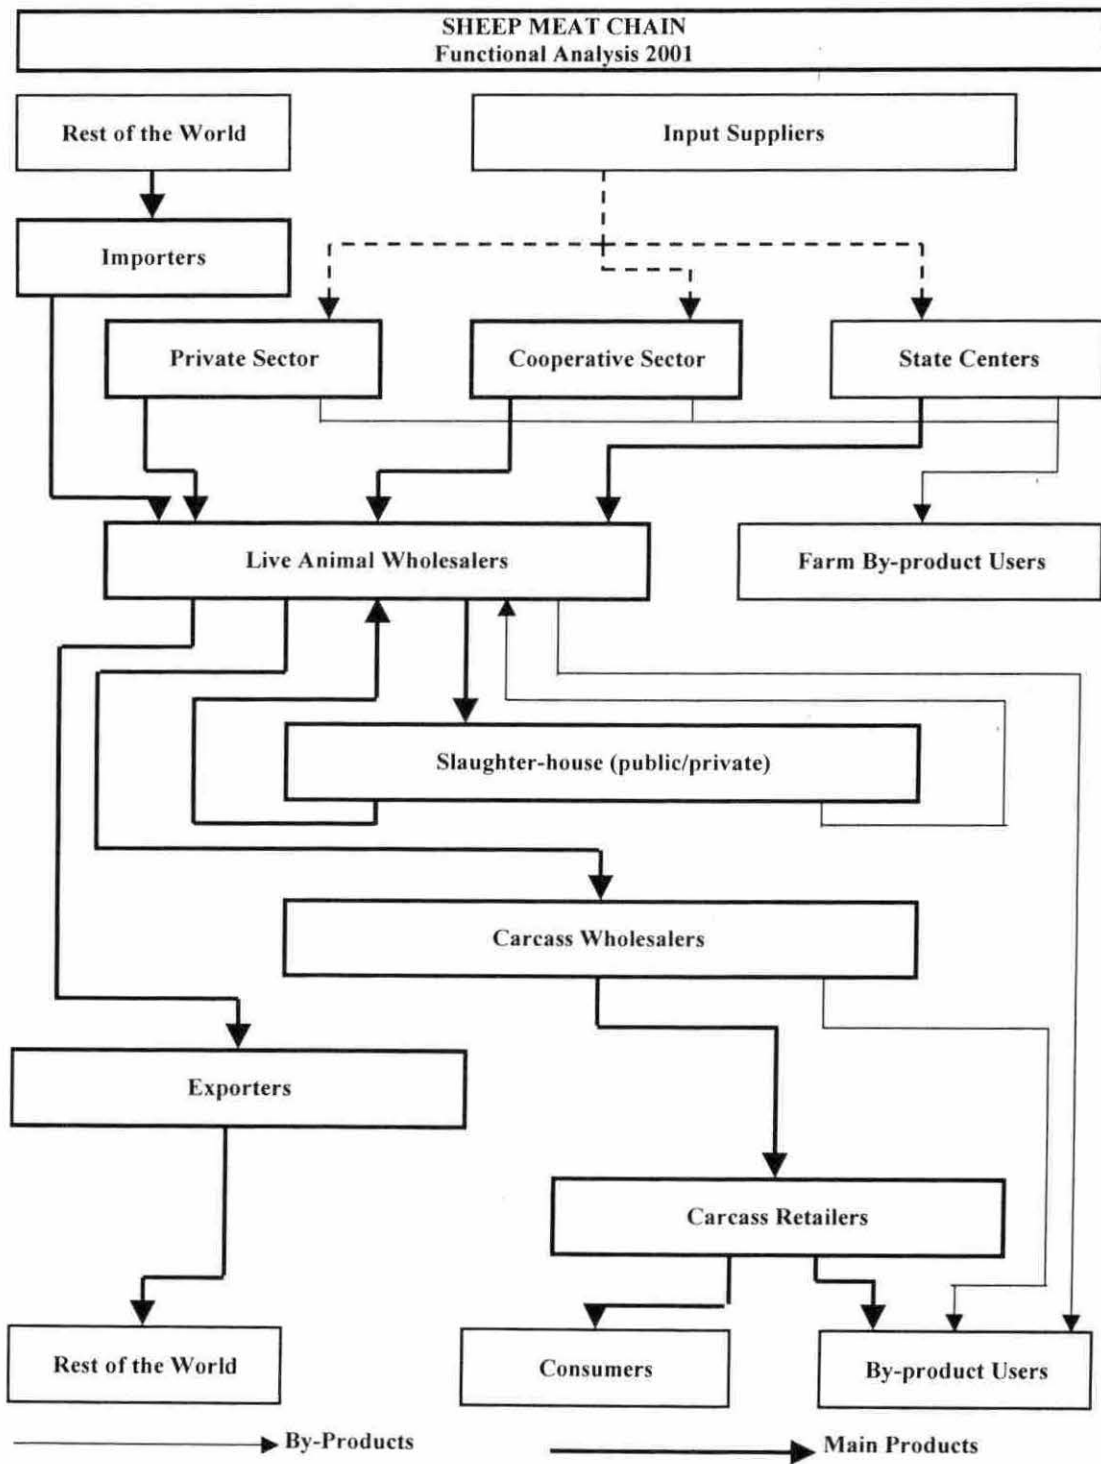 SHEEP MEAT CHAIN
Functional Analysis 2001
Rest of the World
Input Suppliers
Importers
Private Sector
Cooperative Sector
State Centers
Live Animal Wholesalers
Farm By-product Users
Slaughter-house (public/private)
Carcass Wholesalers
Exporters
Carcass Retailers
Rest of the World
Consumers
By-product Users
By-Products
Main Products